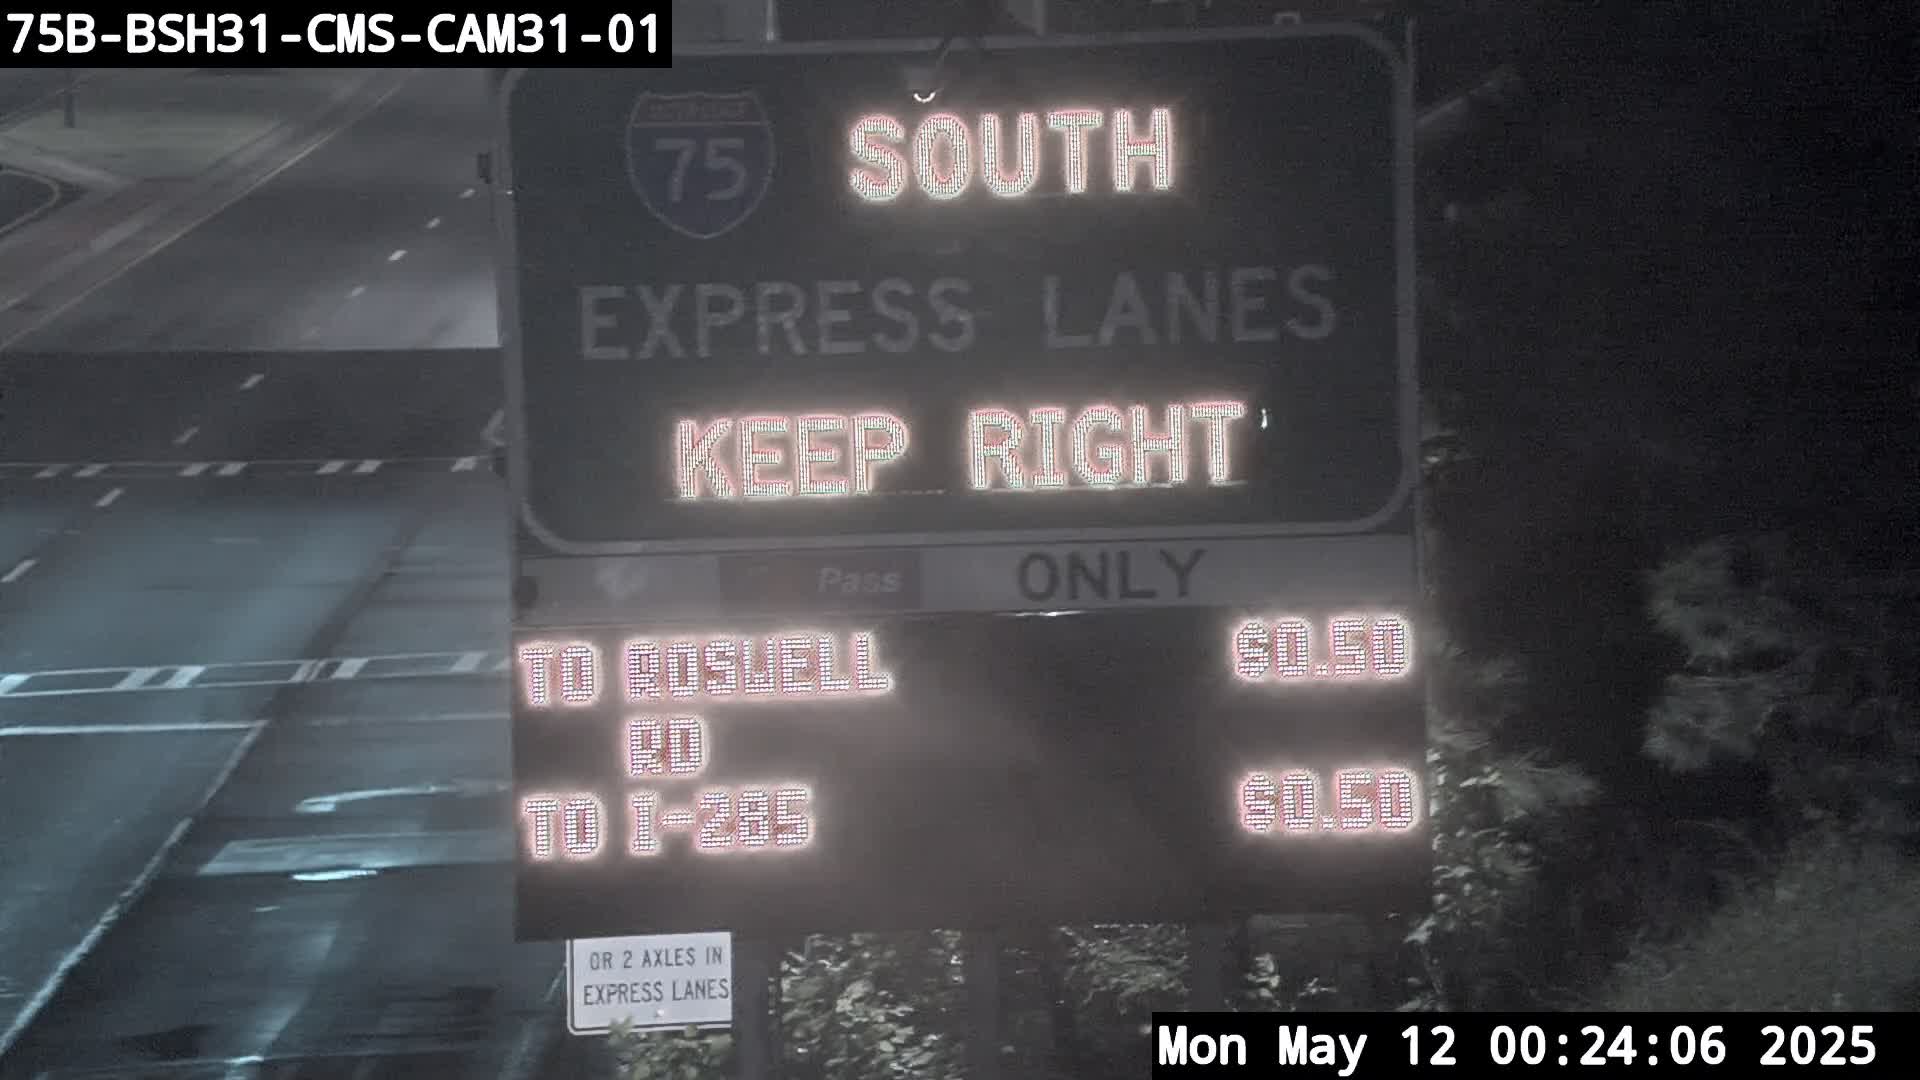 75B-BSH31-CMS-CAM31-01
INTERSTATE
75
SOUTH
EXPRESS LANES
KEEP RIGHT
Pass ONLY
TO ROSWELL $0.50
RD
TO I-285 $0.50
OR 2 AXLES IN
EXPRESS LANES
Mon May 12 00:24:06 2025